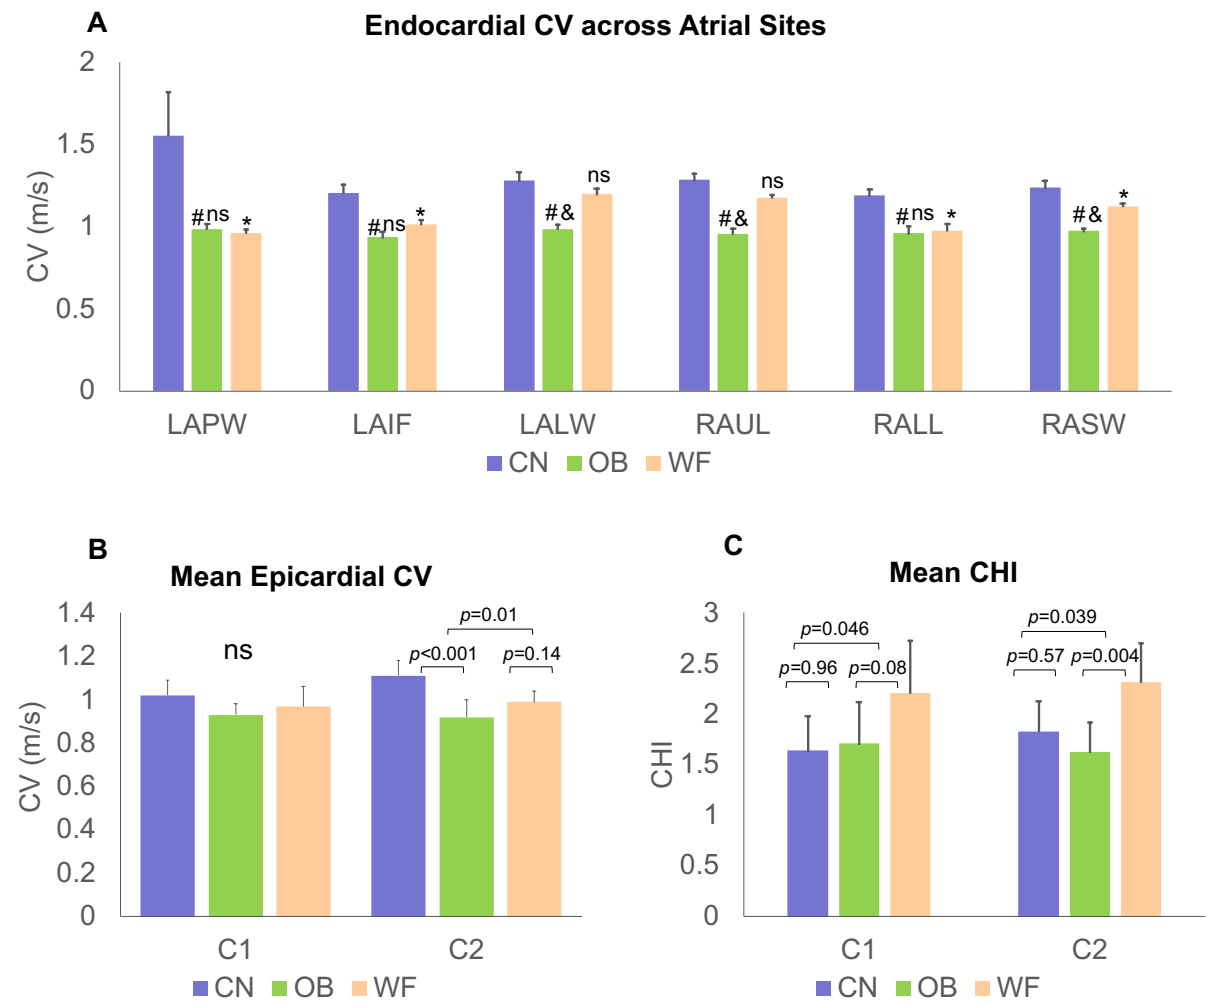 A
Endocardial CV across Atrial Sites
2
1.5
1
0.5
0
CV (m/s)
#ns *
#ns *
#& ns
#& ns
#ns *
#& *
LAPW LAIF LALW RAUL RALL RASW
CN OB WF
B
Mean Epicardial CV
1.4
1.2
1
0.8
0.6
0.4
0.2
0
CV (m/s)
ns
p=0.01
p<0.001 p=0.14
C1 C2
CN OB WF
C
Mean CHI
3
2.5
2
1.5
1
0.5
0
CHI
p=0.046
p=0.96 p=0.08
p=0.039
p=0.57 p=0.004
C1 C2
CN OB WF